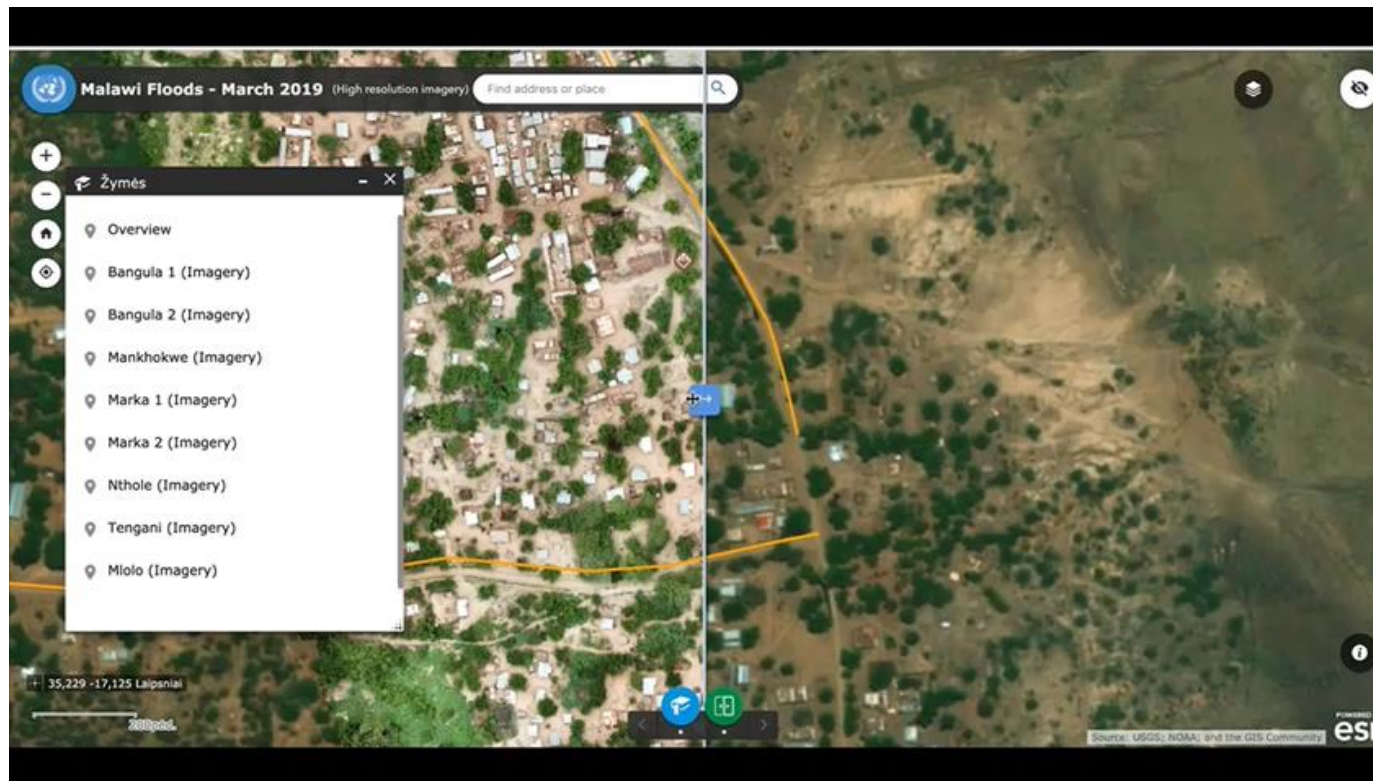 Malawi Floods - March 2019 (High resolution imagery) Find address or place
Žymės
Overview
Bangula 1 (Imagery)
Bangula 2 (Imagery)
Mankhokwe (Imagery)
Marka 1 (Imagery)
Marka 2 (Imagery)
Nthole (Imagery)
Tengani (Imagery)
Mlolo (Imagery)
35,229 -17,125 Laipsniai
200pėd.
Source: USGS; NOAA; and the GIS Community
POWERED
esri